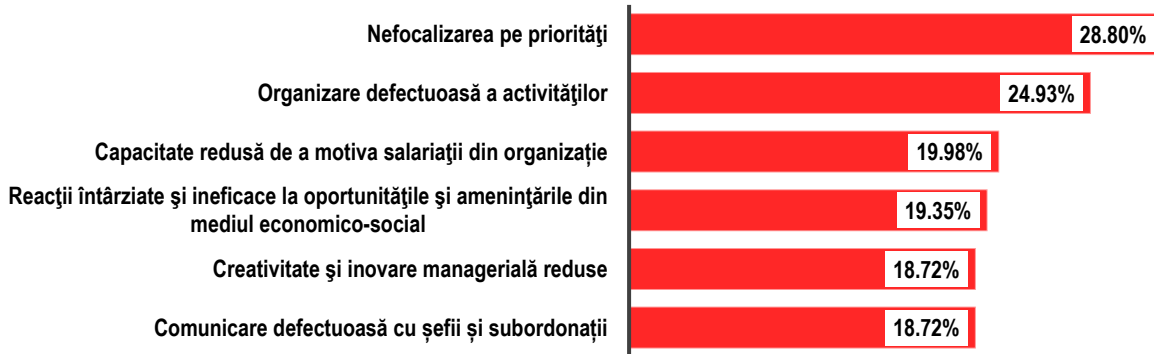 Nefocalizarea pe priorităţi 28.80%
Organizare defectuoasă a activităţilor 24.93%
Capacitate redusă de a motiva salariaţii din organizație 19.98%
Reacţii întârziate şi ineficace la oportunităţile şi ameninţările din
mediul economico-social 19.35%
Creativitate şi inovare managerială reduse 18.72%
Comunicare defectuoasă cu șefii și subordonații 18.72%